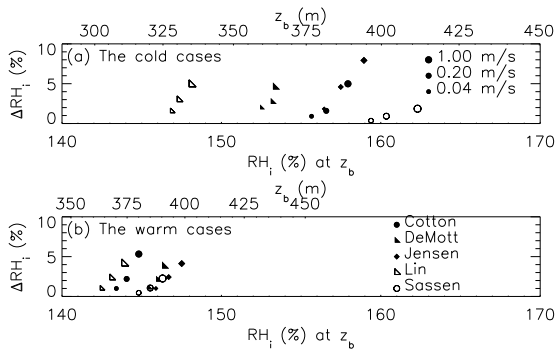 z_b (m)
300 325 350 375 400 425 450
(a) The cold cases
1.00 m/s
0.20 m/s
0.04 m/s
ΔRH_i (%)
10
5
0
140 150 160 170
RH_i (%) at z_b
z_b (m)
350 375 400 425 450
(b) The warm cases
Cotton
DeMott
Jensen
Lin
Sassen
ΔRH_i (%)
10
5
0
140 150 160 170
RH_i (%) at z_b